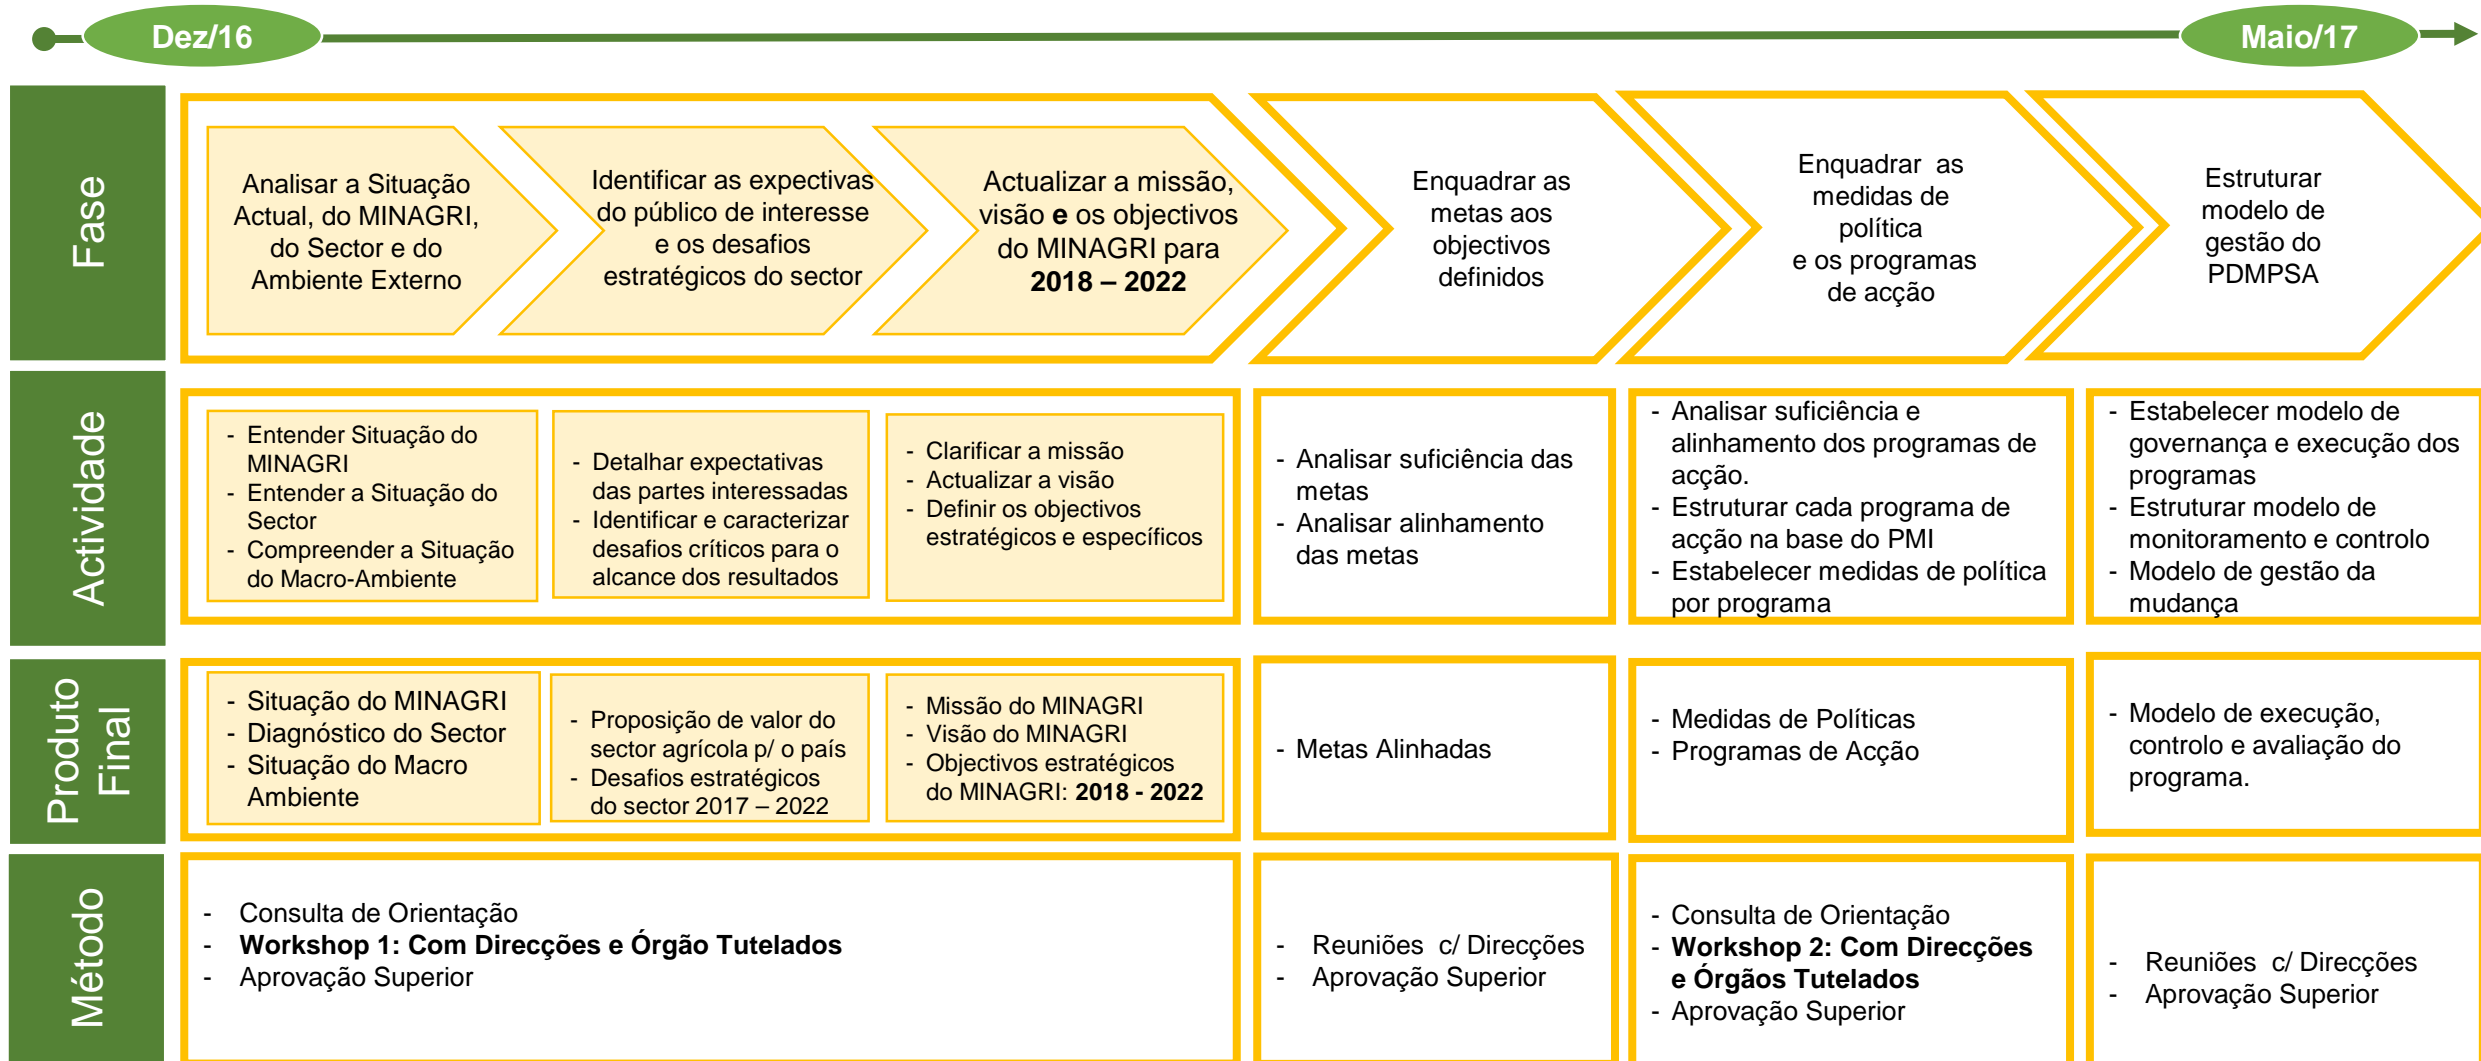 Dez/16
Maio/17
Fase
Analisar a Situação
Actual, do MINAGRI,
do Sector e do
Ambiente Externo
Identificar as expectivas
do público de interesse
e os desafios
estratégicos do sector
Actualizar a missão,
visão e os objectivos
do MINAGRI para
2018 – 2022
Enquadrar as
metas aos
objectivos
definidos
Enquadrar as
medidas de
política
e os programas
de acção
Estruturar
modelo de
gestão do
PDMPSA
Actividade
- Entender Situação do
MINAGRI
- Entender a Situação do
Sector
- Compreender a Situação
do Macro-Ambiente
- Detalhar expectativas
das partes interessadas
- Identificar e caracterizar
desafios críticos para o
alcance dos resultados
- Clarificar a missão
- Actualizar a visão
- Definir os objectivos
estratégicos e específicos
- Analisar suficiência das
metas
- Analisar alinhamento
das metas
- Analisar suficiência e
alinhamento dos programas de
acção.
- Estruturar cada programa de
acção na base do PMI
- Estabelecer medidas de política
por programa
- Estabelecer modelo de
governança e execução dos
programas
- Estruturar modelo de
monitoramento e controlo
- Modelo de gestão da
mudança
Produto
Final
- Situação do MINAGRI
- Diagnóstico do Sector
- Situação do Macro
Ambiente
- Proposição de valor do
sector agrícola p/ o país
- Desafios estratégicos
do sector 2017 – 2022
- Missão do MINAGRI
- Visão do MINAGRI
- Objectivos estratégicos
do MINAGRI: 2018 - 2022
- Metas Alinhadas
- Medidas de Políticas
- Programas de Acção
- Modelo de execução,
controlo e avaliação do
programa.
Método
- Consulta de Orientação
- Workshop 1: Com Direcções e Órgão Tutelados
- Aprovação Superior
- Reuniões c/ Direcções
- Aprovação Superior
- Consulta de Orientação
- Workshop 2: Com Direcções
e Órgãos Tutelados
- Aprovação Superior
- Reuniões c/ Direcções
- Aprovação Superior